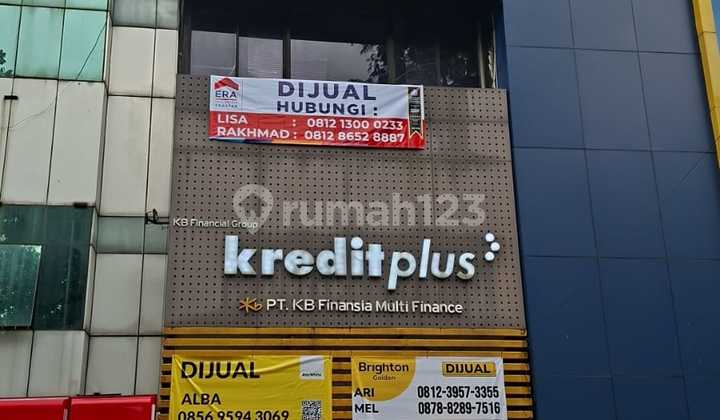 ERA
DIJUAL
HUBUNGI :
LISA : 0812 1300 0233
RAKHMAD : 0812 8652 8887
rumah123
KB Financial Group
kreditplus
PT. KB Finansia Multi Finance
DIJUAL
ALBA
0856 9594 3069
Brighton
DIJUAL
ARI 0812-3957-3355
MEL 0878-8289-7516